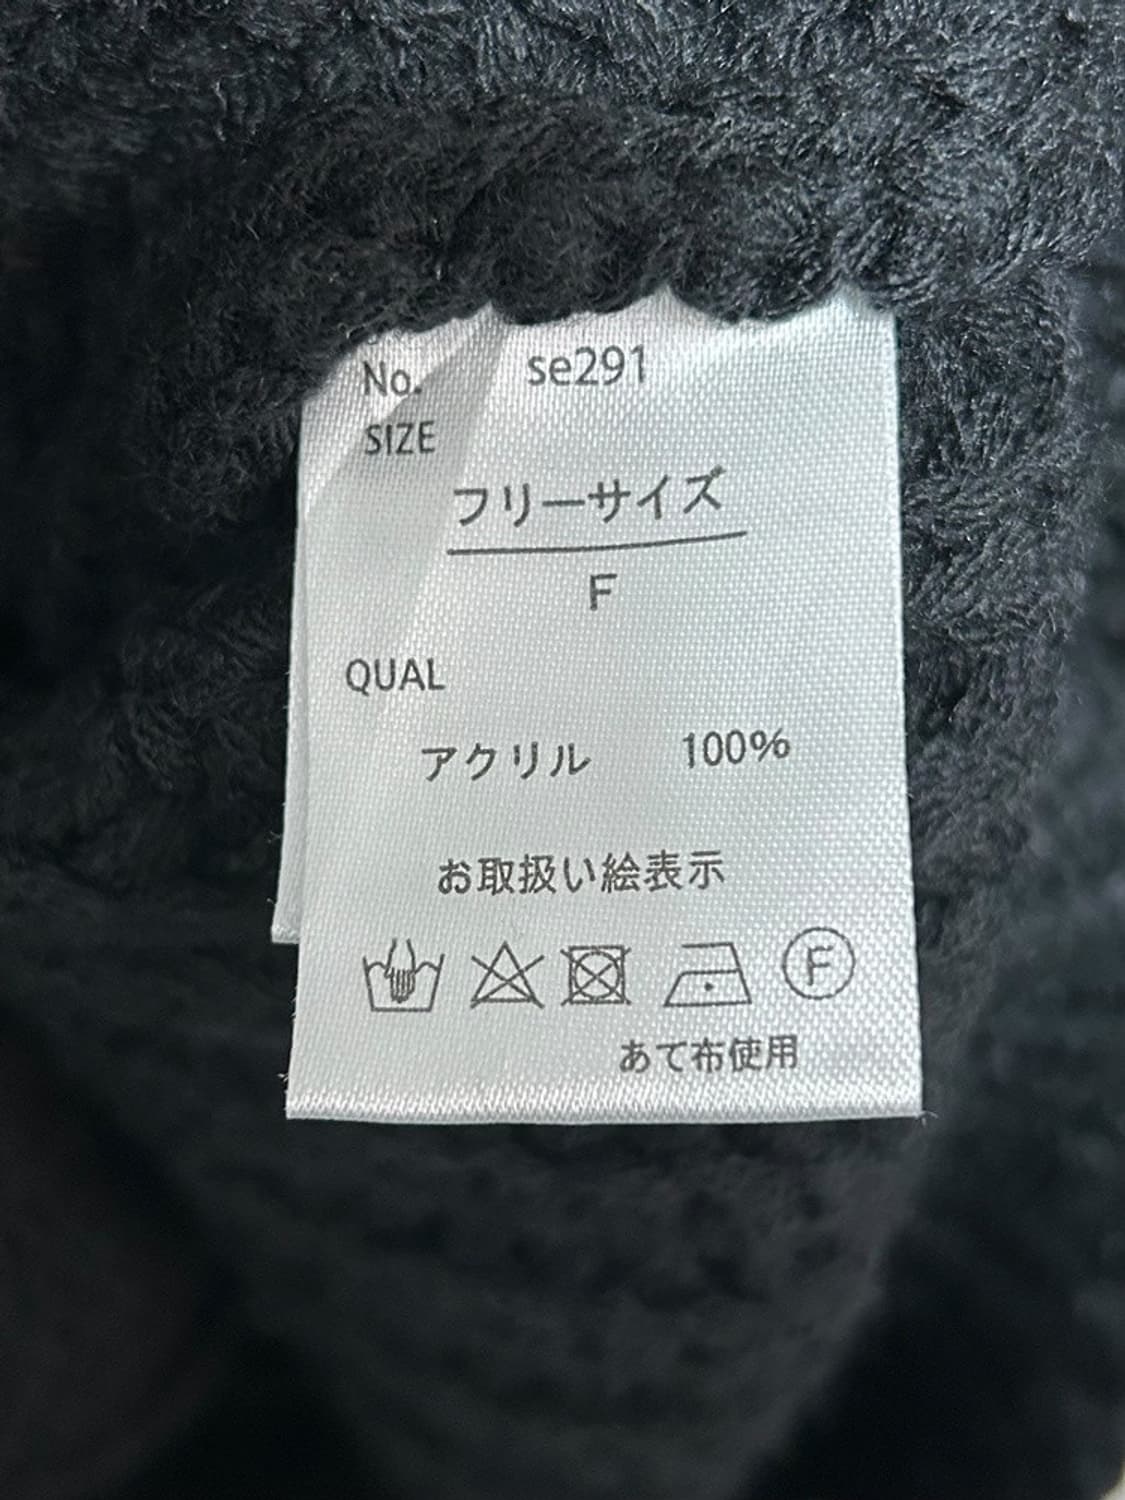 No. se291
SIZE
フリーサイズ
F
QUAL
アクリル 100%
お取扱い絵表示
F
あて布使用